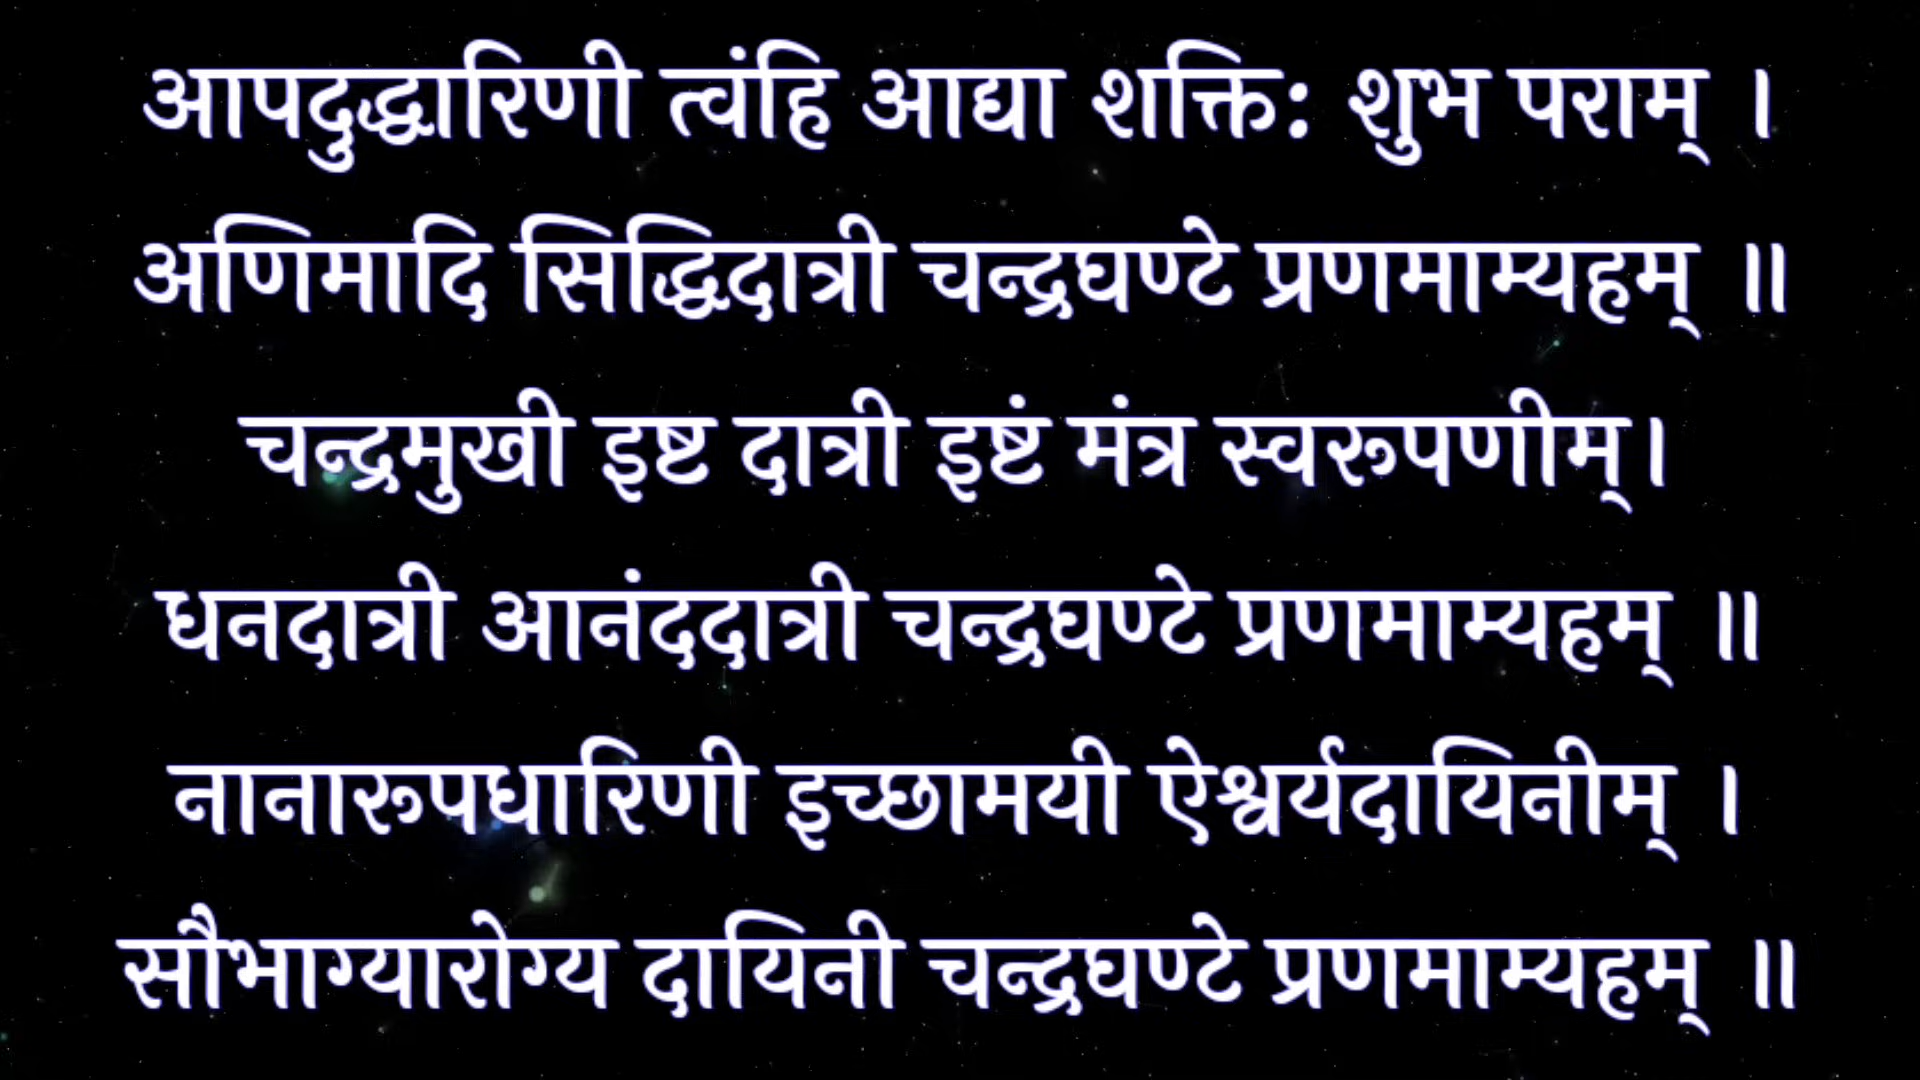 आपदुद्धारिणी त्वंहि आद्या शक्तिः शुभ पराम् ।
अणिमादि सिद्धिदात्री चन्द्रघण्टे प्रणमाम्यहम् ॥
चन्द्रमुखी इष्ट दात्री इष्टं मंत्र स्वरुपणीम्।
धनदात्री आनंददात्री चन्द्रघण्टे प्रणमाम्यहम् ॥
नानारुपधारिणी इच्छामयी ऐश्वर्यदायिनीम् ।
सौभाग्यारोग्य दायिनी चन्द्रघण्टे प्रणमाम्यहम् ॥